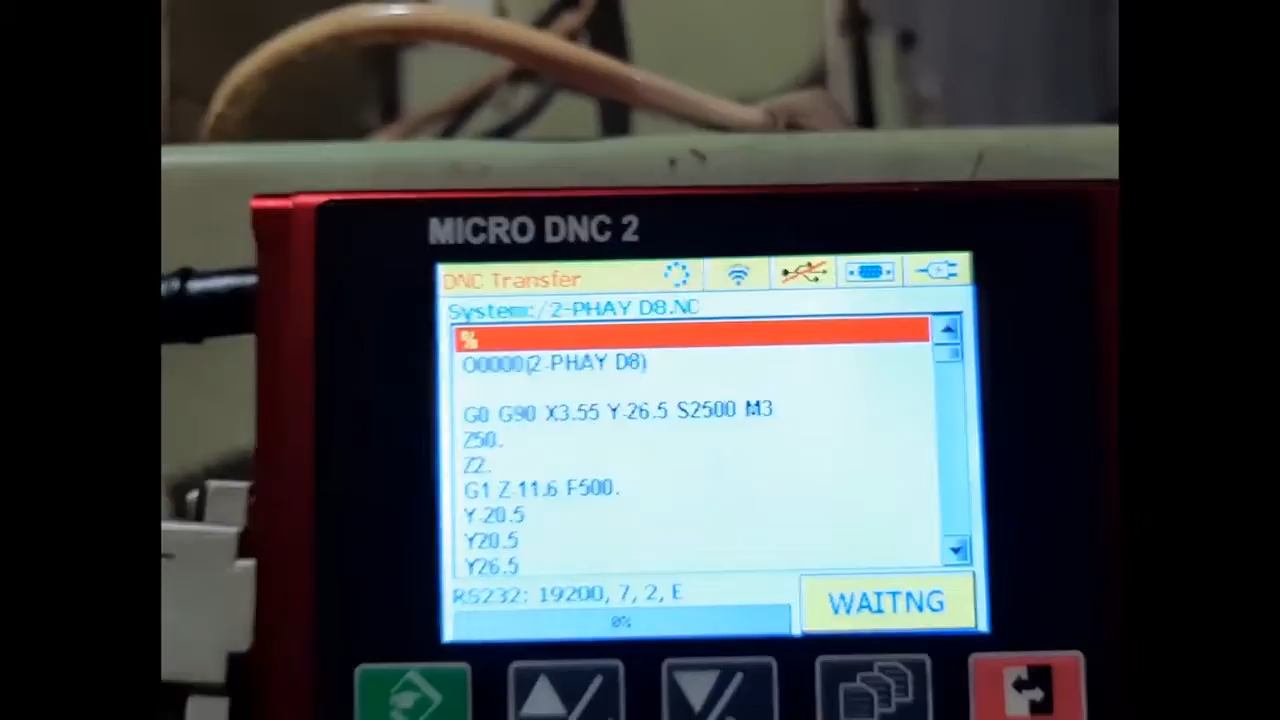 MICRO DNC 2
DNC Transfer
System:/2-PHAY D8.NC
%
O0000(2-PHAY D8)
G0 G90 X3.55 Y-26.5 S2500 M3
Z50.
Z2.
G1 Z-11.6 F500.
Y-20.5
Y20.5
Y26.5
RS232: 19200, 7, 2, E
0%
WAITNG